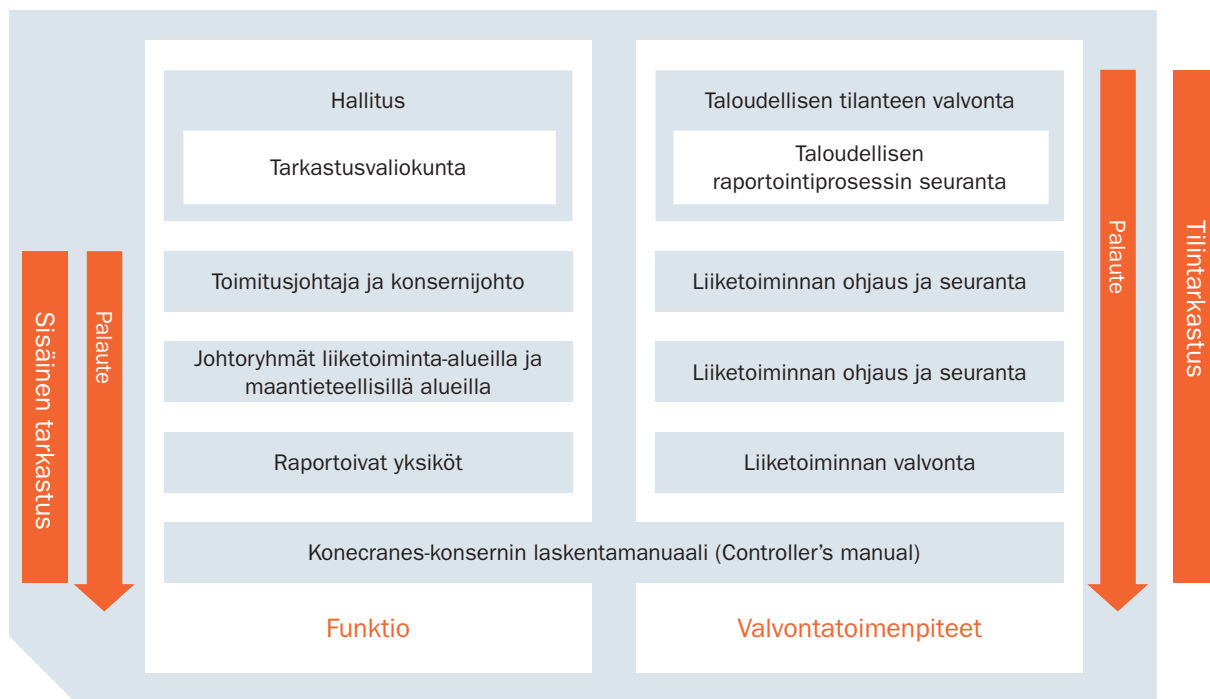 Hallitus
Tarkastusvaliokunta
Taloudellisen tilanteen valvonta
Taloudellisen
raportointiprosessin seuranta
Toimitusjohtaja ja konsernijohto
Liiketoiminnan ohjaus ja seuranta
Johtoryhmät liiketoiminta-alueilla ja
maantieteellisillä alueilla
Liiketoiminnan ohjaus ja seuranta
Raportoivat yksiköt
Liiketoiminnan valvonta
Konecranes-konsernin laskentamanuaali (Controller’s manual)
Funktio
Valvontatoimenpiteet
Sisäinen tarkastus
Palaute
Palaute
Tilintarkastus